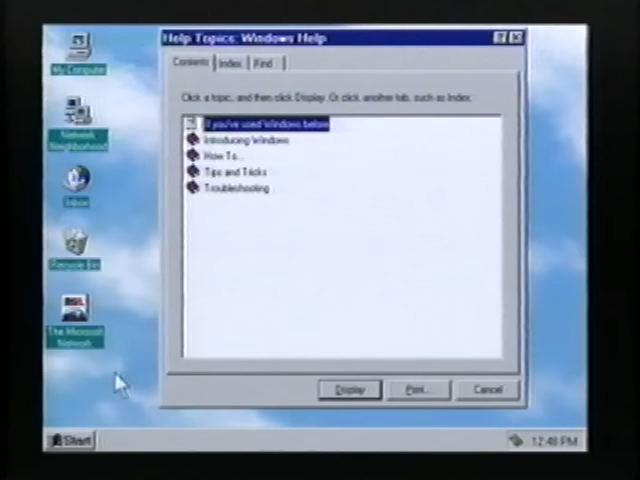 Help Topics: Windows Help
Contents
Index
Find
Click a topic, and then click Display. Or click another tab, such as Index.
If you've used Windows before
Introducing Windows
How To...
Tips and Tricks
Troubleshooting
Display
Print...
Cancel
My Computer
Network
Neighborhood
Inbox
Recycle Bin
The Microsoft
Network
Start
12:48 PM